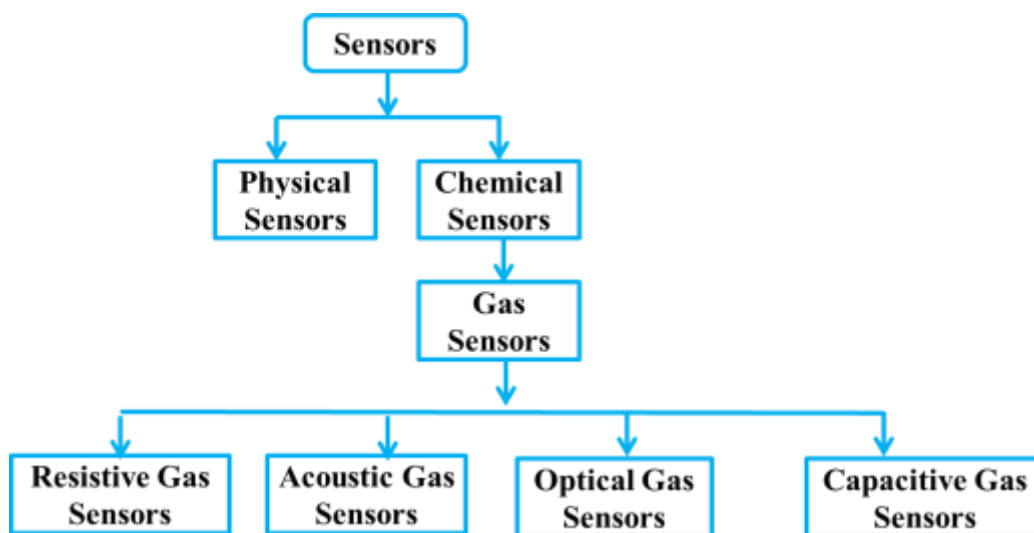 Sensors
Physical
Sensors
Chemical
Sensors
Gas
Sensors
Resistive Gas
Sensors
Acoustic Gas
Sensors
Optical Gas
Sensors
Capacitive Gas
Sensors